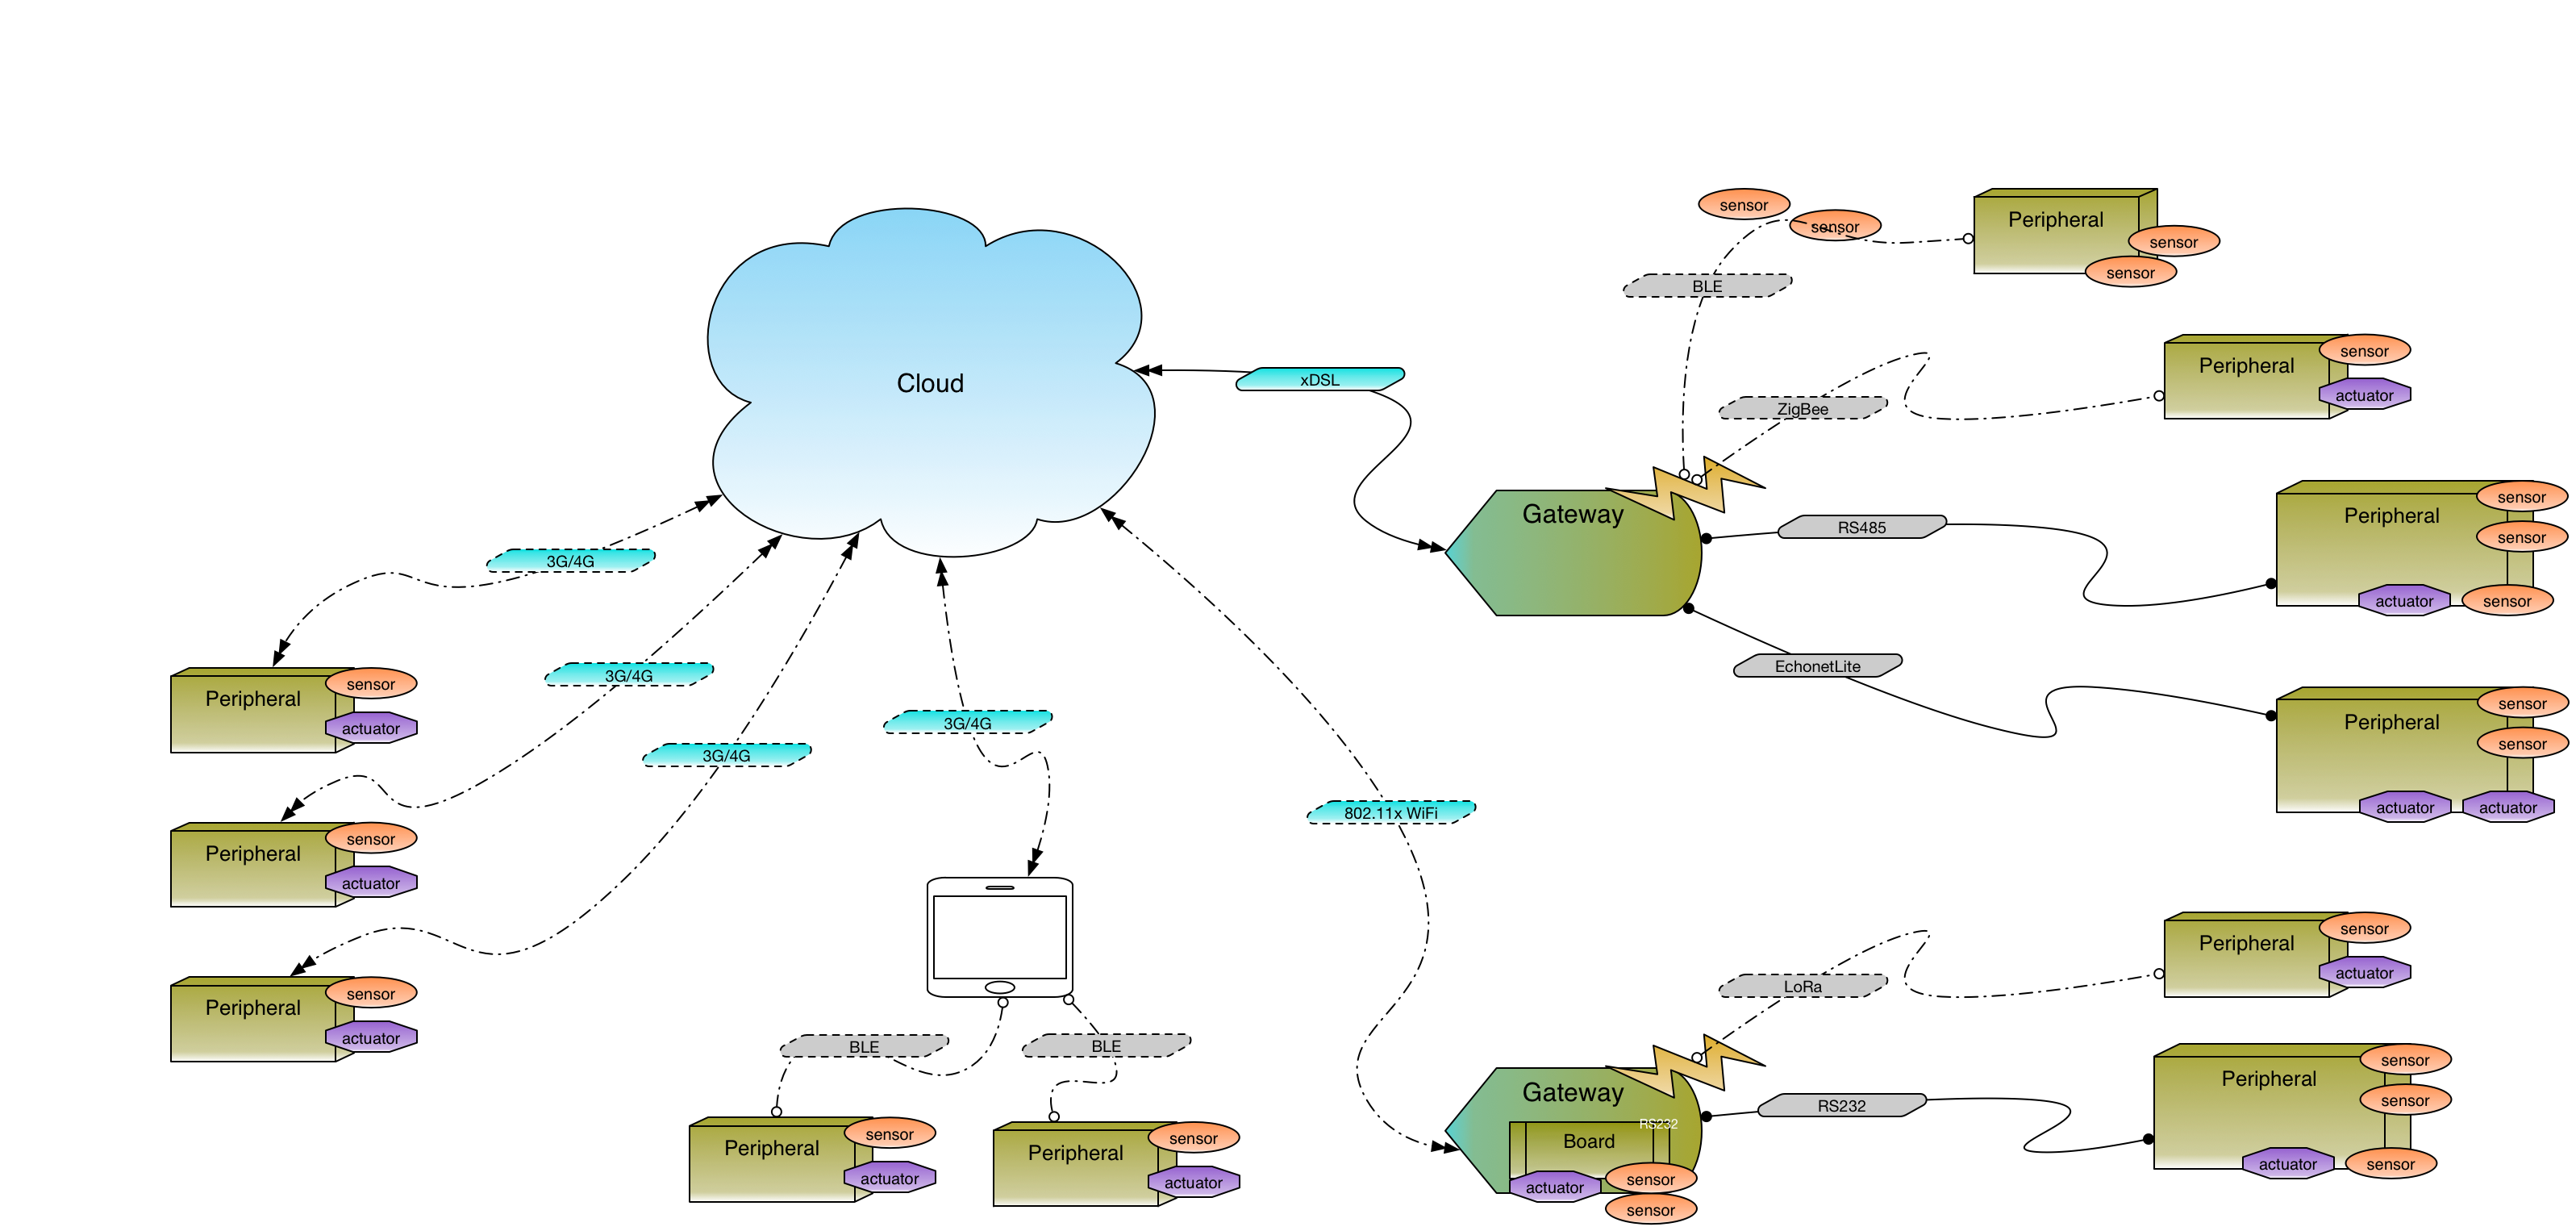 sensor
sensor
Peripheral
sensor
sensor
BLE
Peripheral
sensor
actuator
xDSL
Cloud
ZigBee
Gateway
RS485
Peripheral
sensor
sensor
actuator
sensor
3G/4G
EchonetLite
Peripheral
sensor
sensor
actuator
actuator
3G/4G
Peripheral
sensor
actuator
3G/4G
3G/4G
802.11x WiFi
Peripheral
sensor
actuator
Peripheral
sensor
actuator
Peripheral
sensor
actuator
LoRa
BLE
BLE
Gateway
RS232
Board
actuator
sensor
sensor
RS232
Peripheral
sensor
sensor
actuator
sensor
Peripheral
sensor
actuator
Peripheral
sensor
actuator